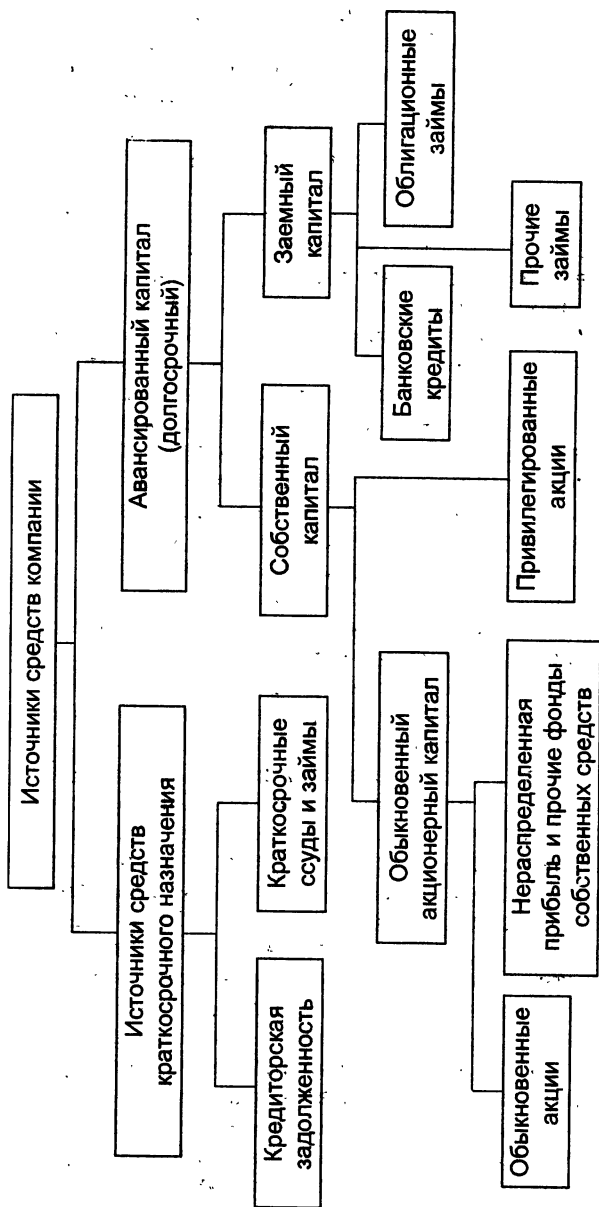 Источники средств компании
Источники средств
краткосрочного назначения
Авансированный капитал
(долгосрочный)
Кредиторская
задолженность
Краткосрочные
ссуды и займы
Собственный
капитал
Заемный
капитал
Обыкновенный
акционерный капитал
Банковские
кредиты
Облигационные
займы
Обыкновенные
акции
Нераспределенная
прибыль и прочие фонды
собственных средств
Привилегированные
акции
Прочие
займы